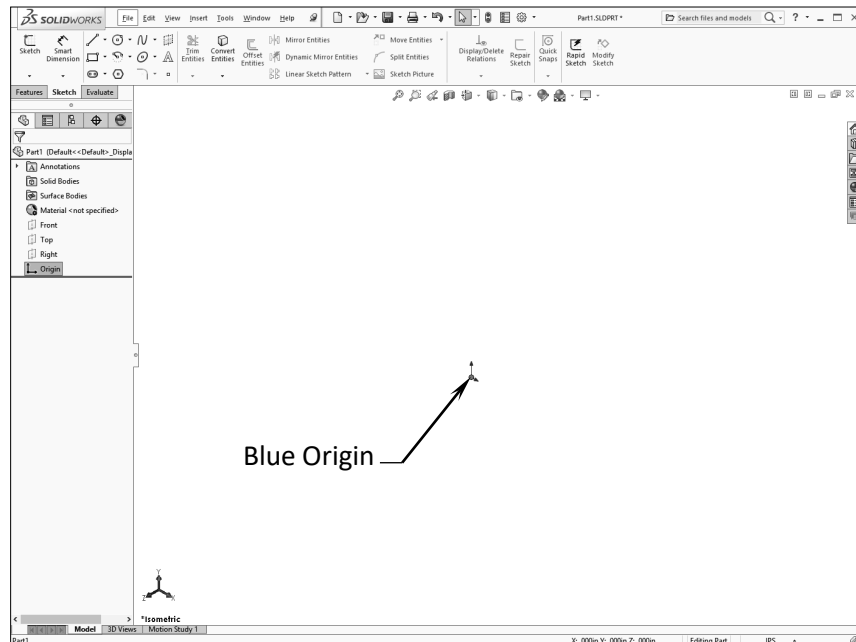 SOLIDWORKS File Edit View Insert Tools Window Help Part1.SLDPRT * Search files and models ?
Sketch
Smart Dimension
Trim Entities
Convert Entities
Offset Entities
Mirror Entities
Dynamic Mirror Entities
Linear Sketch Pattern
Move Entities
Split Entities
Sketch Picture
Display/Delete Relations
Repair Sketch
Quick Snaps
Rapid Sketch
Modify Sketch
Features Sketch Evaluate
Part1 (Default<<Default>_Displa
Annotations
Solid Bodies
Surface Bodies
Material <not specified>
Front
Top
Right
Origin
Blue Origin
Y
Z X
*Isometric
Model 3D Views Motion Study 1
Part1 X: .000in Y: .000in Z: .000in Editing Part IPS